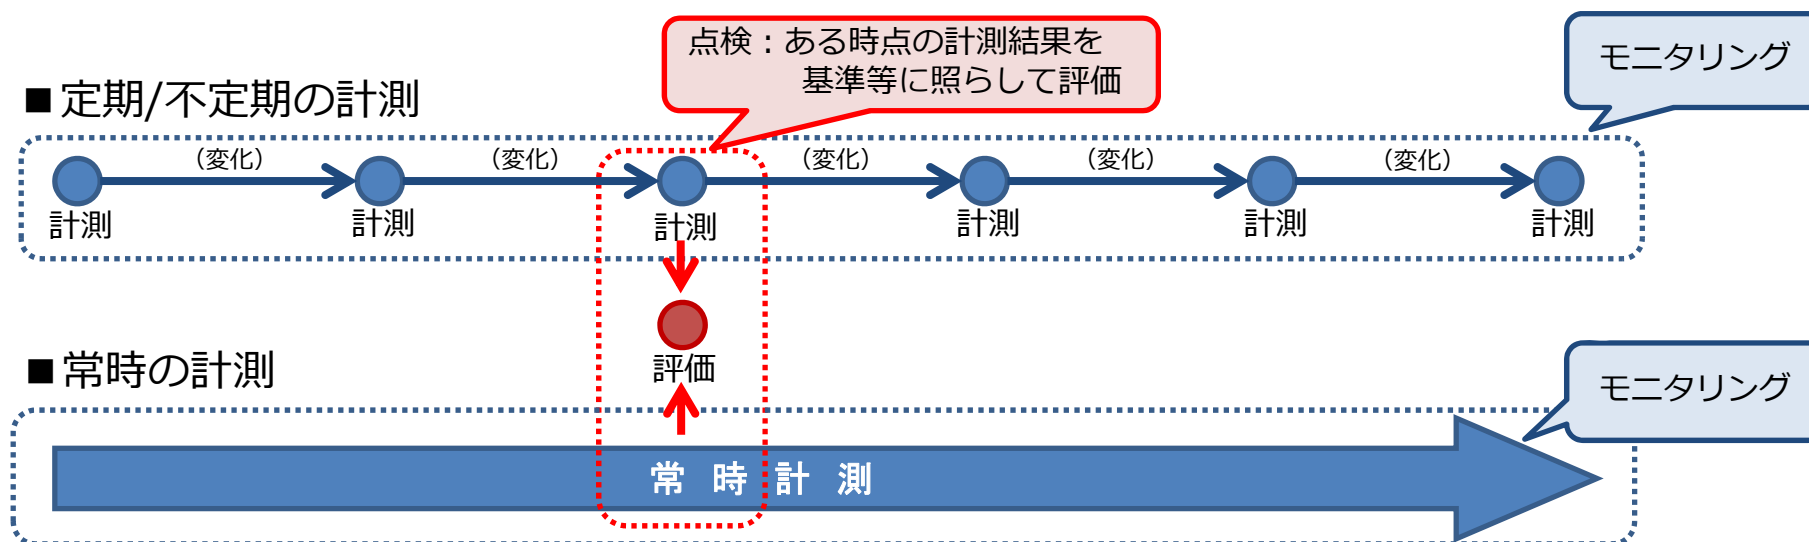 点検：ある時点の計測結果を
基準等に照らして評価
モニタリング
■定期/不定期の計測
（変化）
（変化）
（変化）
（変化）
（変化）
計測
計測
計測
計測
計測
計測
評価
■常時の計測
モニタリング
常 時 計 測